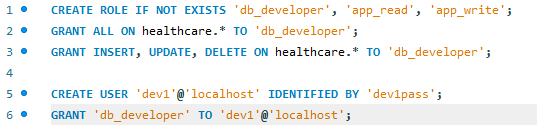 1 CREATE ROLE IF NOT EXISTS 'db_developer', 'app_read', 'app_write';
2 GRANT ALL ON healthcare.* TO 'db_developer';
3 GRANT INSERT, UPDATE, DELETE ON healthcare.* TO 'db_developer';
4
5 CREATE USER 'dev1'@'localhost' IDENTIFIED BY 'dev1pass';
6 GRANT 'db_developer' TO 'dev1'@'localhost';